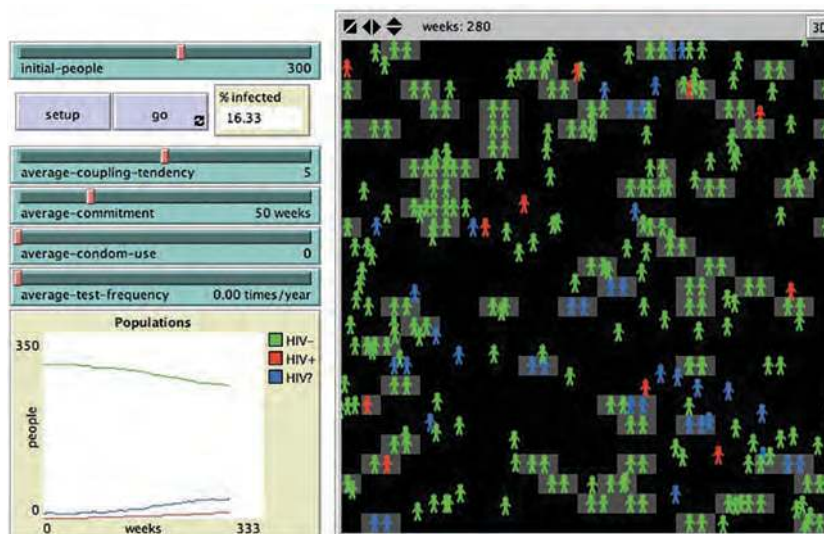 weeks: 280
3D
initial-people 300
setup
go
% infected
16.33
average-coupling-tendency 5
average-commitment 50 weeks
average-condom-use 0
average-test-frequency 0.00 times/year
Populations
350
people
0
0 weeks 333
HIV-
HIV+
HIV?